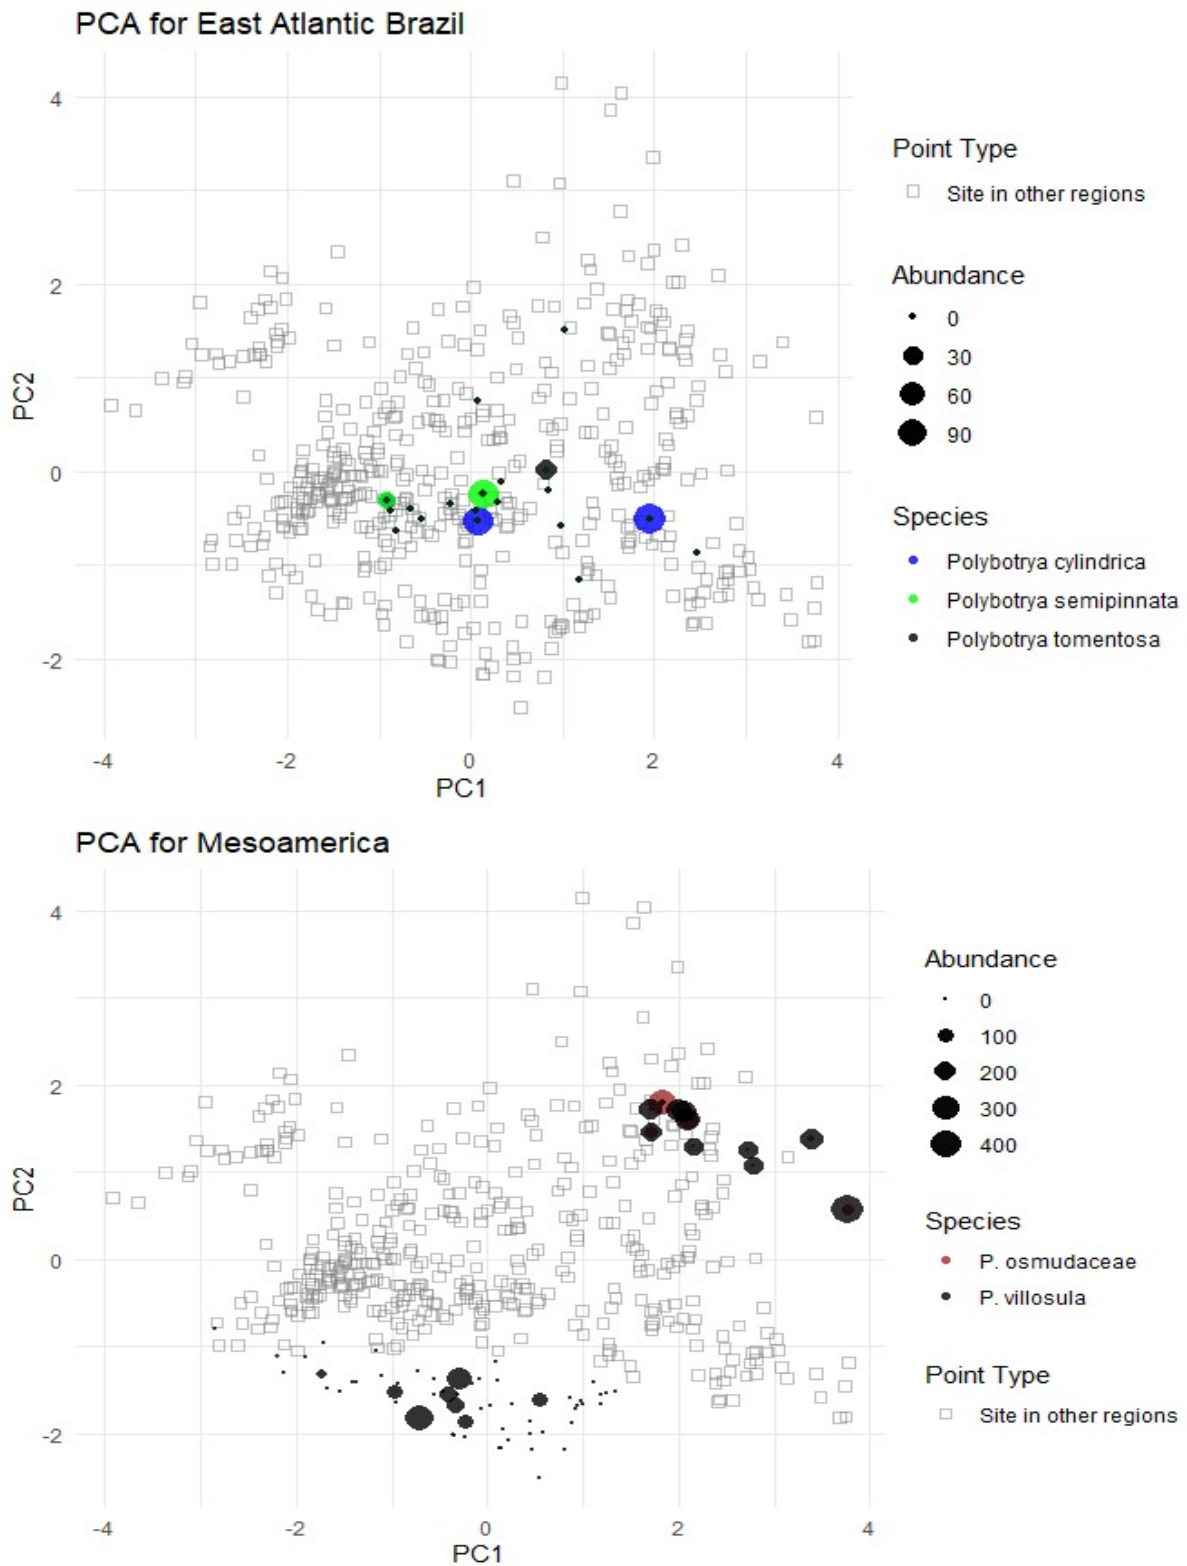 PCA for East Atlantic Brazil
4
2
0
-2
PC2
-4
-2
0
2
4
PC1
Point Type
Site in other regions
Abundance
0
30
60
90
Species
Polybotrya cylindrica
Polybotrya semipinnata
Polybotrya tomentosa
PCA for Mesoamerica
4
2
0
-2
PC2
-4
-2
0
2
4
PC1
Abundance
0
100
200
300
400
Species
P. osmudaceae
P. villosula
Point Type
Site in other regions